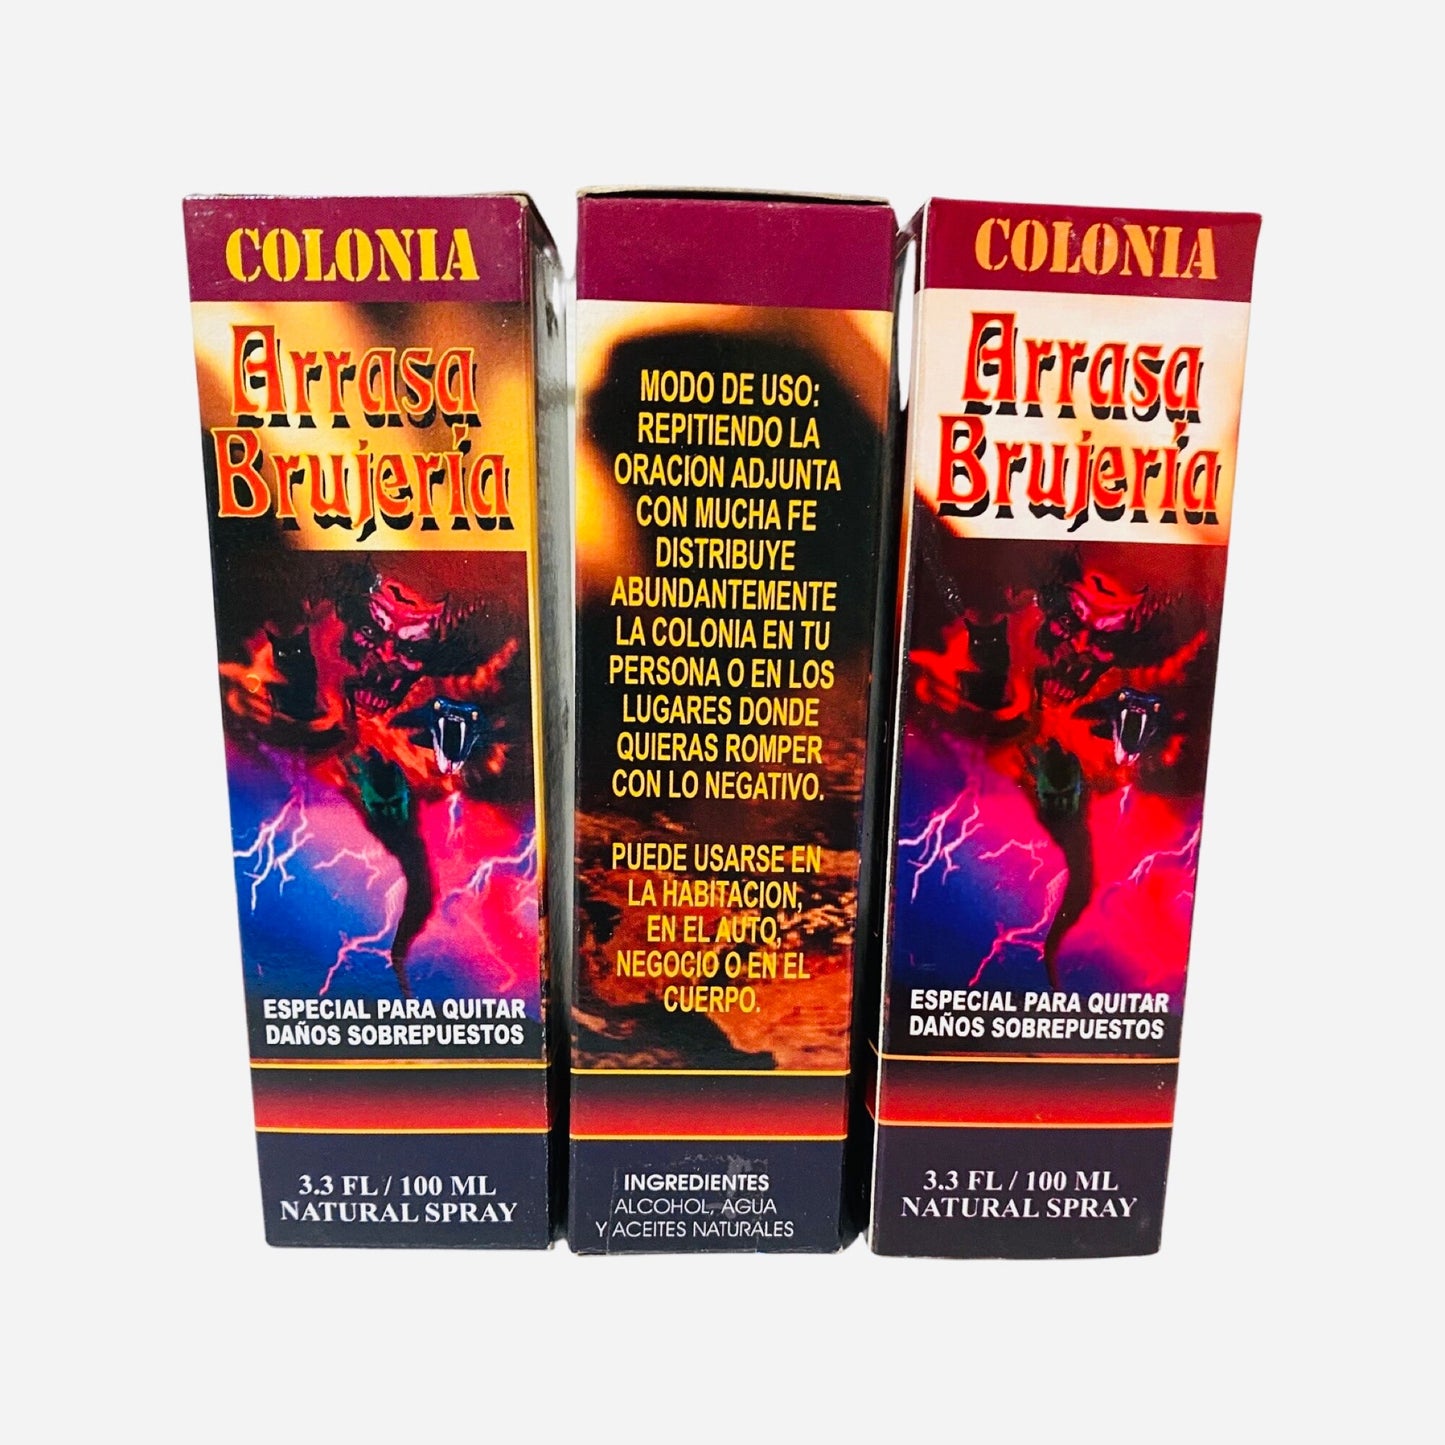 COLONIA
Arrasa
Brujería
ESPECIAL PARA QUITAR
DAÑOS SOBREPUESTOS
3.3 FL / 100 ML
NATURAL SPRAY
MODO DE USO:
REPITIENDO LA
ORACION ADJUNTA
CON MUCHA FE
DISTRIBUYE
ABUNDANTEMENTE
LA COLONIA EN TU
PERSONA O EN LOS
LUGARES DONDE
QUIERAS ROMPER
CON LO NEGATIVO.
PUEDE USARSE EN
LA HABITACION,
EN EL AUTO,
NEGOCIO O EN EL
CUERPO.
INGREDIENTES
ALCOHOL, AGUA
Y ACEITES NATURALES
COLONIA
Arrasa
Brujería
ESPECIAL PARA QUITAR
DAÑOS SOBREPUESTOS
3.3 FL / 100 ML
NATURAL SPRAY